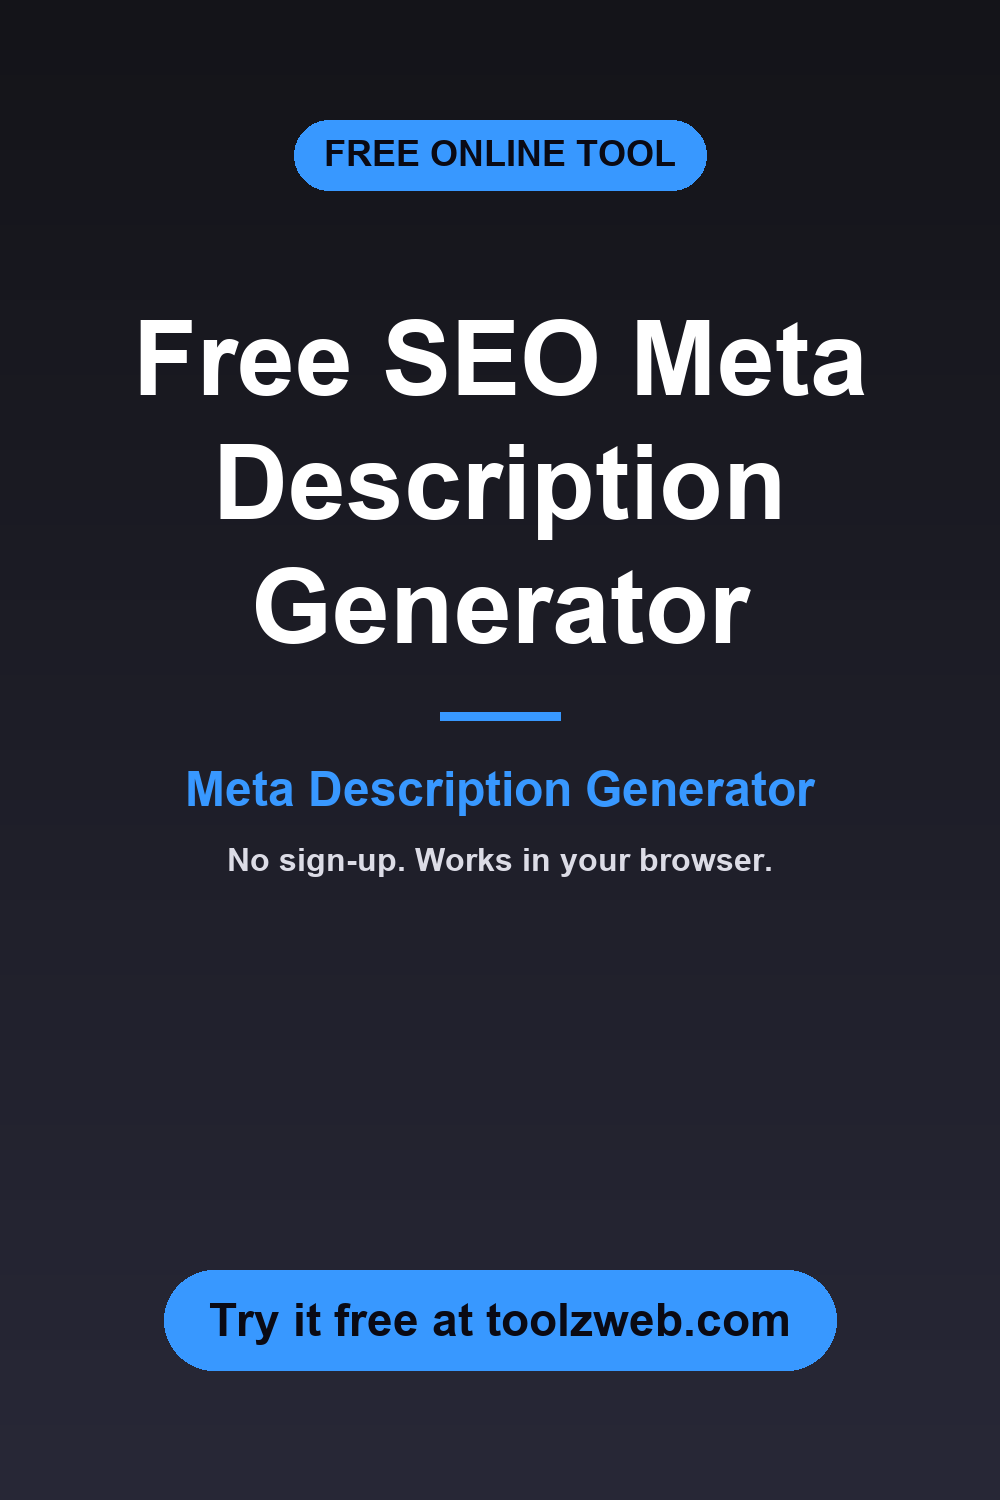 FREE ONLINE TOOL
Free SEO Meta
Description
Generator
Meta Description Generator
No sign-up. Works in your browser.
Try it free at toolzweb.com